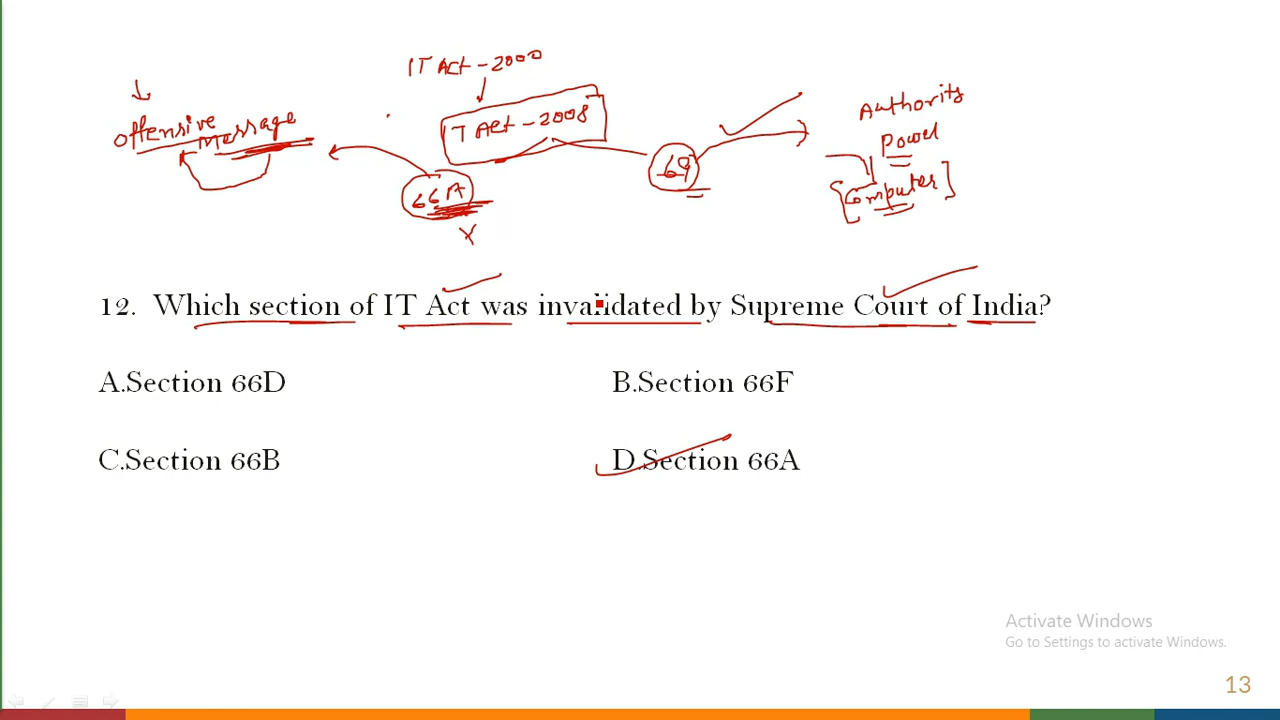 IT Act - 2000
offensive Message
IT Act - 2008
66A
X
69
Authority
Power
[Computer]
12. Which section of IT Act was invalidated by Supreme Court of India?
A.Section 66D
B.Section 66F
C.Section 66B
D.Section 66A
Activate Windows
Go to Settings to activate Windows.
13